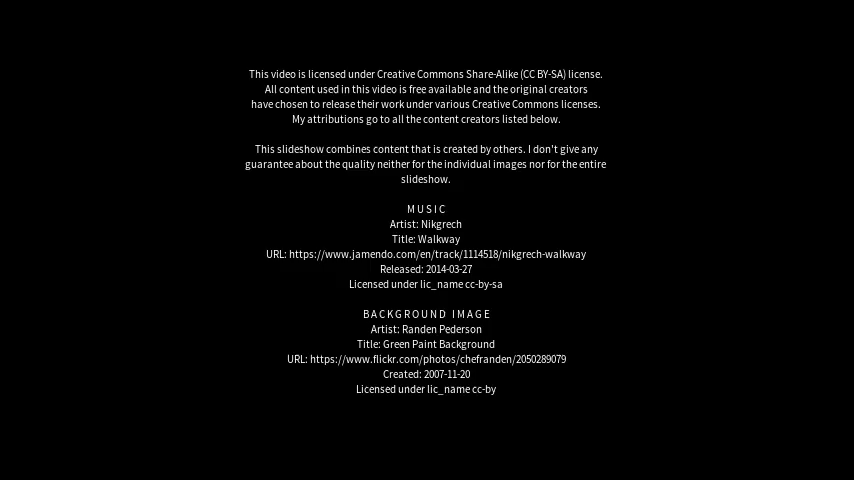 This video is licensed under Creative Commons Share-Alike (CC BY-SA) license.
All content used in this video is free available and the original creators
have chosen to release their work under various Creative Commons licenses.
My attributions go to all the content creators listed below.
This slideshow combines content that is created by others. I don't give any
guarantee about the quality neither for the individual images nor for the entire
slideshow.
MUSIC
Artist: Nikgrech
Title: Walkway
URL: https://www.jamendo.com/en/track/1114518/nikgrech-walkway
Released: 2014-03-27
Licensed under lic_name cc-by-sa
BACKGROUND IMAGE
Artist: Randen Pederson
Title: Green Paint Background
URL: https://www.flickr.com/photos/chefranden/2050289079
Created: 2007-11-20
Licensed under lic_name cc-by